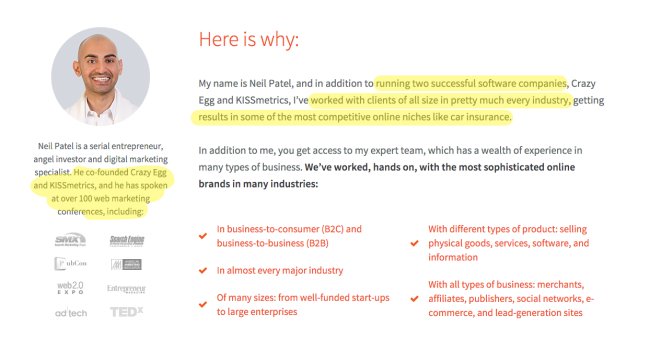 Here is why:
My name is Neil Patel, and in addition to running two successful software companies, Crazy
Egg and KISSmetrics, I've worked with clients of all size in pretty much every industry, getting
results in some of the most competitive online niches like car insurance.
In addition to me, you get access to my expert team, which has a wealth of experience in
many types of business. We've worked, hands on, with the most sophisticated online
brands in many industries:
In business-to-consumer (B2C) and
business-to-business (B2B)
In almost every major industry
Of many sizes: from well-funded start-ups
to large enterprises
With different types of product: selling
physical goods, services, software, and
information
With all types of business: merchants,
affiliates, publishers, social networks, e-
commerce, and lead-generation sites
Neil Patel is a serial entrepreneur,
angel investor and digital marketing
specialist. He co-founded Crazy Egg
and KISSmetrics, and he has spoken
at over 100 web marketing
conferences, including:
SMX
Search Engine
PubCon
web2.0
EXPO
Entrepreneur
ad:tech
TEDx